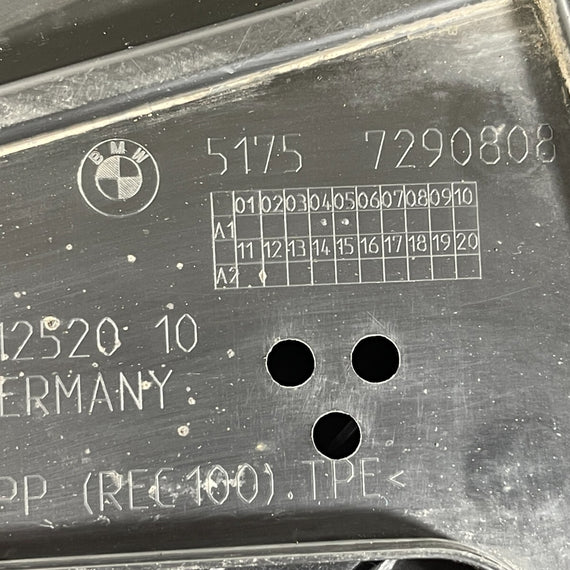 BMW 5175 7290808
01 02 03 04 05 06 07 08 09 10
A1
11 12 13 14 15 16 17 18 19 20
A2
12520 10
ERMANY
PP (REC100). TPE<